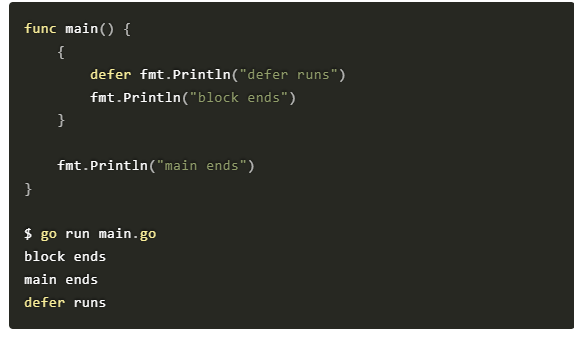 func main() {
    {
        defer fmt.Println("defer runs")
        fmt.Println("block ends")
    }

    fmt.Println("main ends")
}

$ go run main.go
block ends
main ends
defer runs